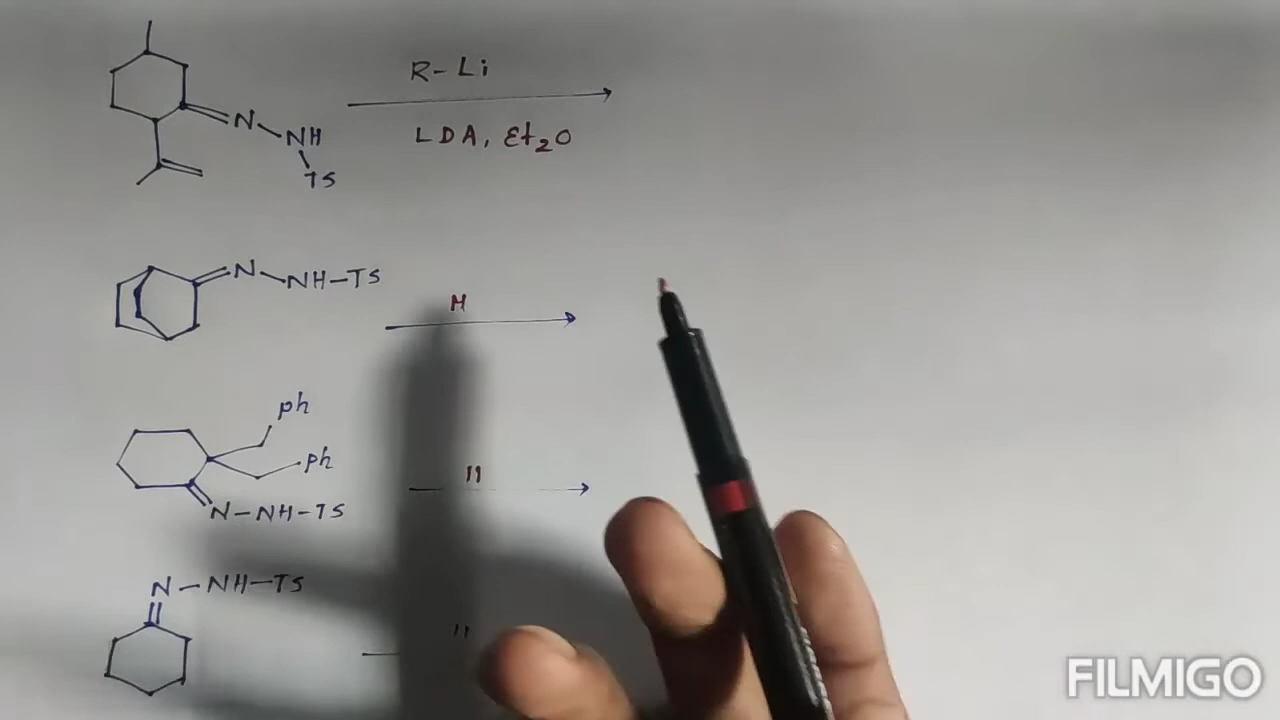 R-Li
N
NH
TS
LDA, Et₂O
N-NH-TS
"
ph
ph
"
N-NH-TS
N-NH-TS
"
FILMIGO